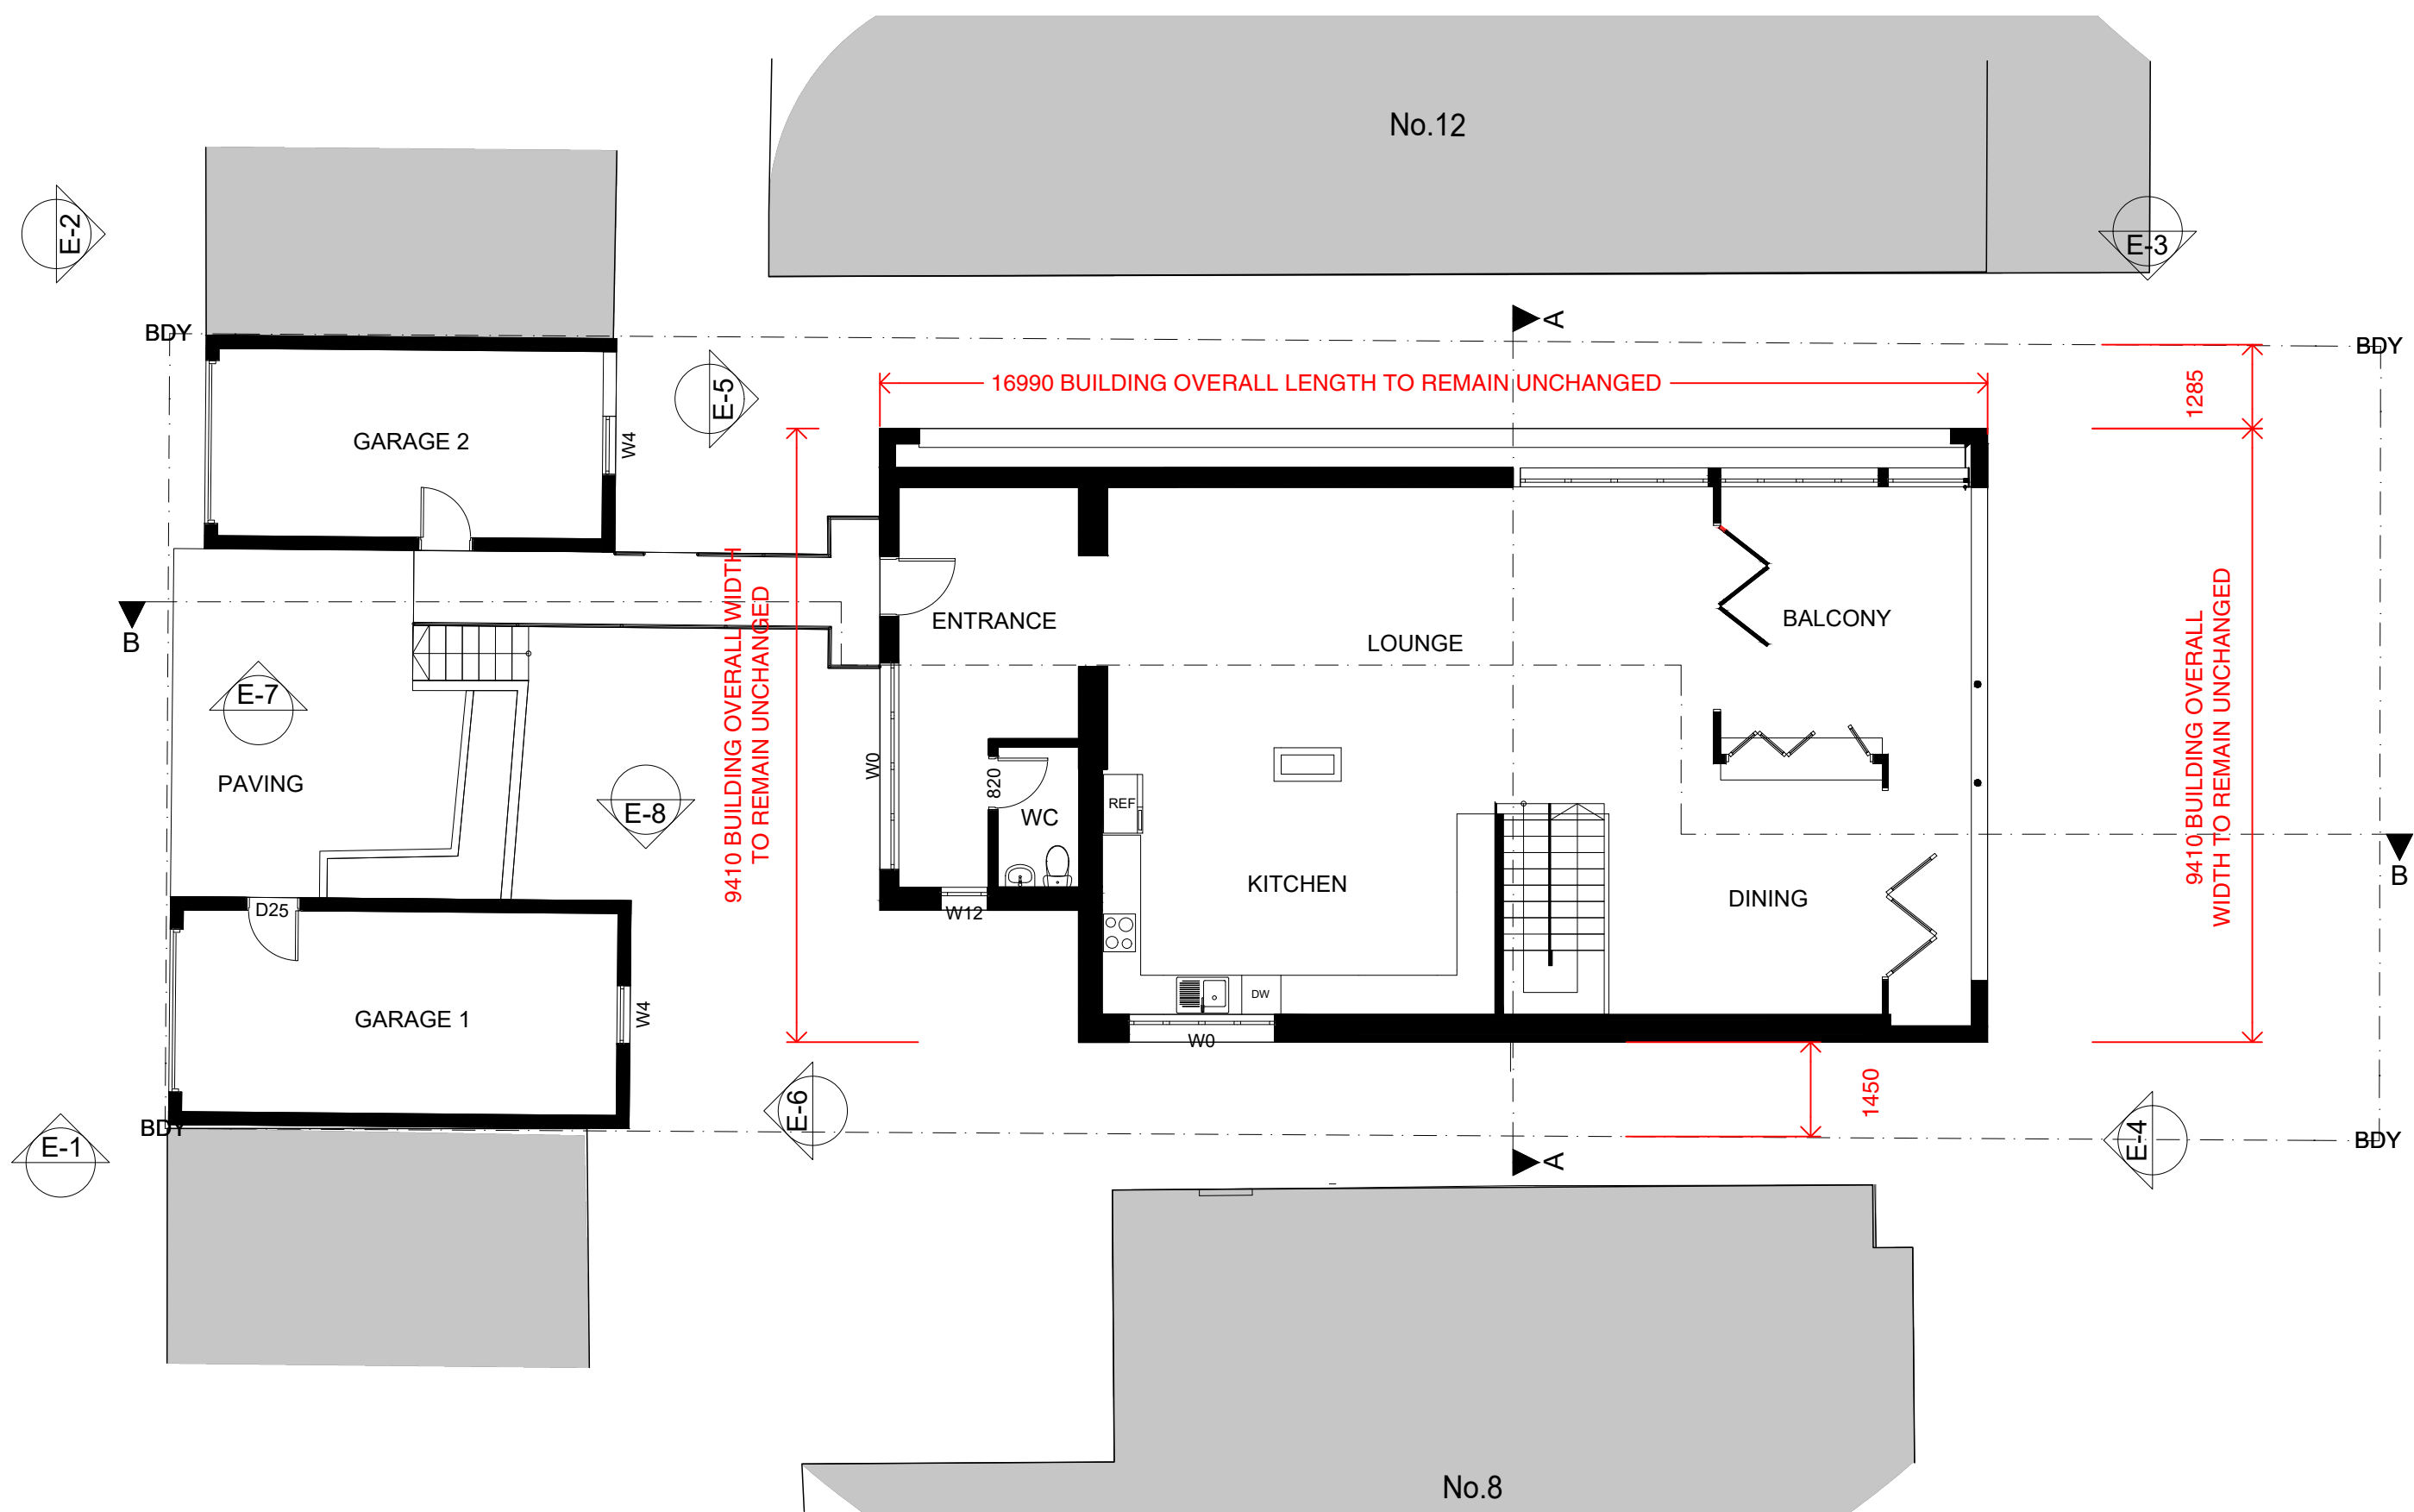 No.12
E-2
E-3
A
BDY
BDY
16990 BUILDING OVERALL LENGTH TO REMAIN UNCHANGED
1285
E-5
GARAGE 2
W4
B
ENTRANCE
LOUNGE
BALCONY
9410 BUILDING OVERALL WIDTH
TO REMAIN UNCHANGED
9410 BUILDING OVERALL
WIDTH TO REMAIN UNCHANGED
E-7
PAVING
E-8
W0
820
WC
REF
KITCHEN
DINING
B
D25
W12
GARAGE 1
W4
DW
W0
E-6
1450
BDY
E-1
A
E-4
BDY
No.8